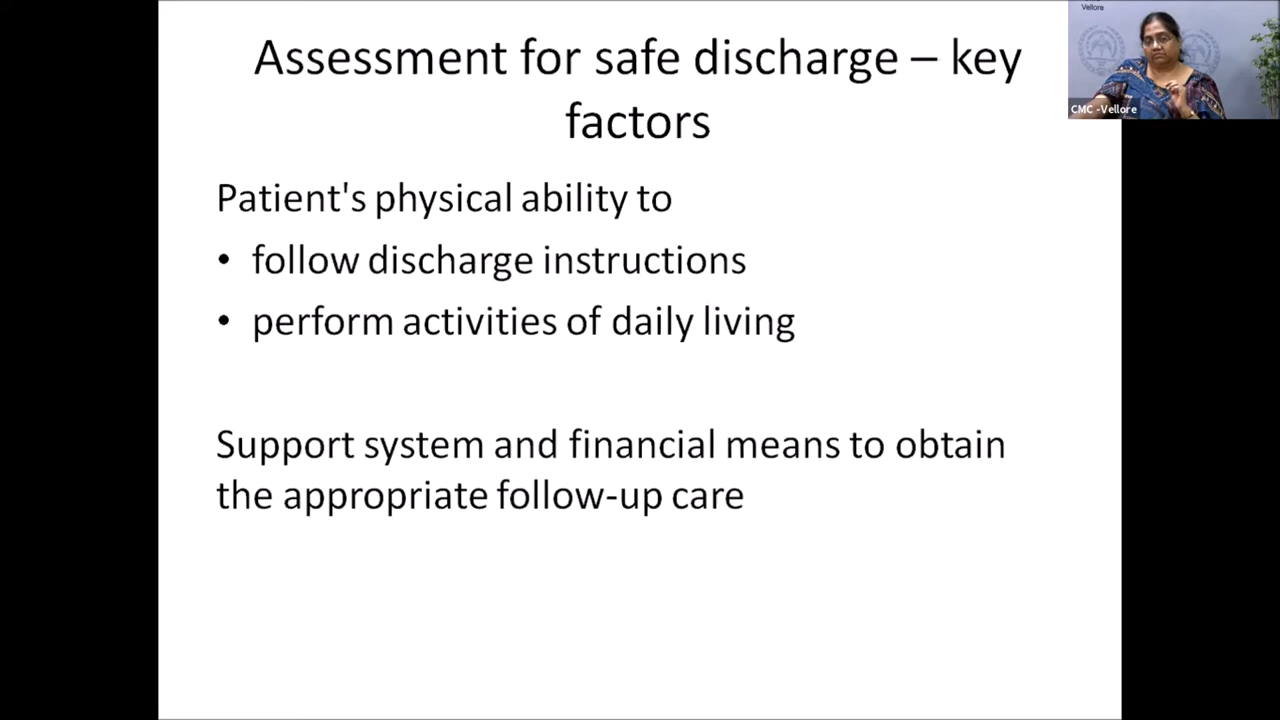 Assessment for safe discharge – key
factors
Patient's physical ability to
• follow discharge instructions
• perform activities of daily living
Support system and financial means to obtain
the appropriate follow-up care
Vellore
CMC -Vellore